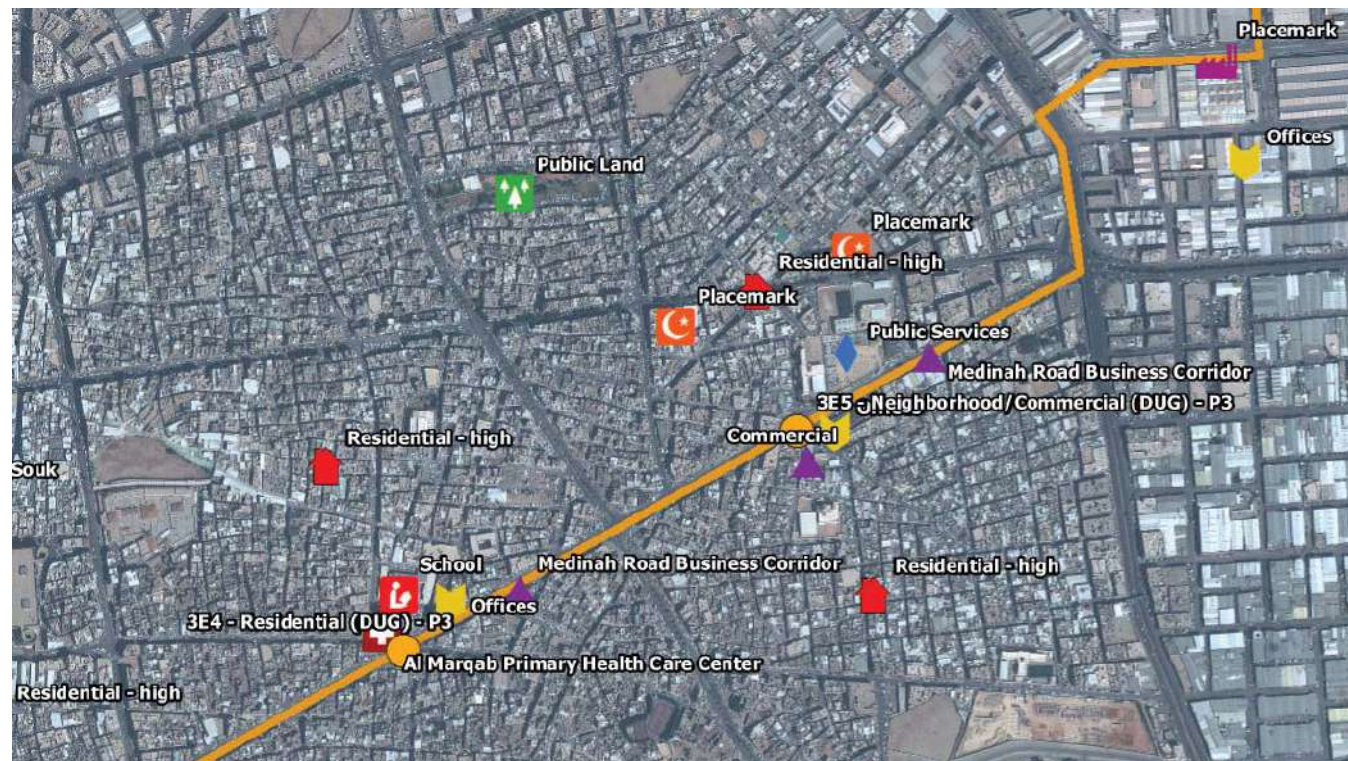 Placemark
Offices
Public Land
Placemark
Residential - high
Placemark
Public Services
Medinah Road Business Corridor
3E5 - Neighborhood/Commercial (DUG) - P3
Commercial
Residential - high
Souk
School
Medinah Road Business Corridor
Residential - high
Offices
3E4 - Residential (DUG) - P3
Al Marqab Primary Health Care Center
Residential - high